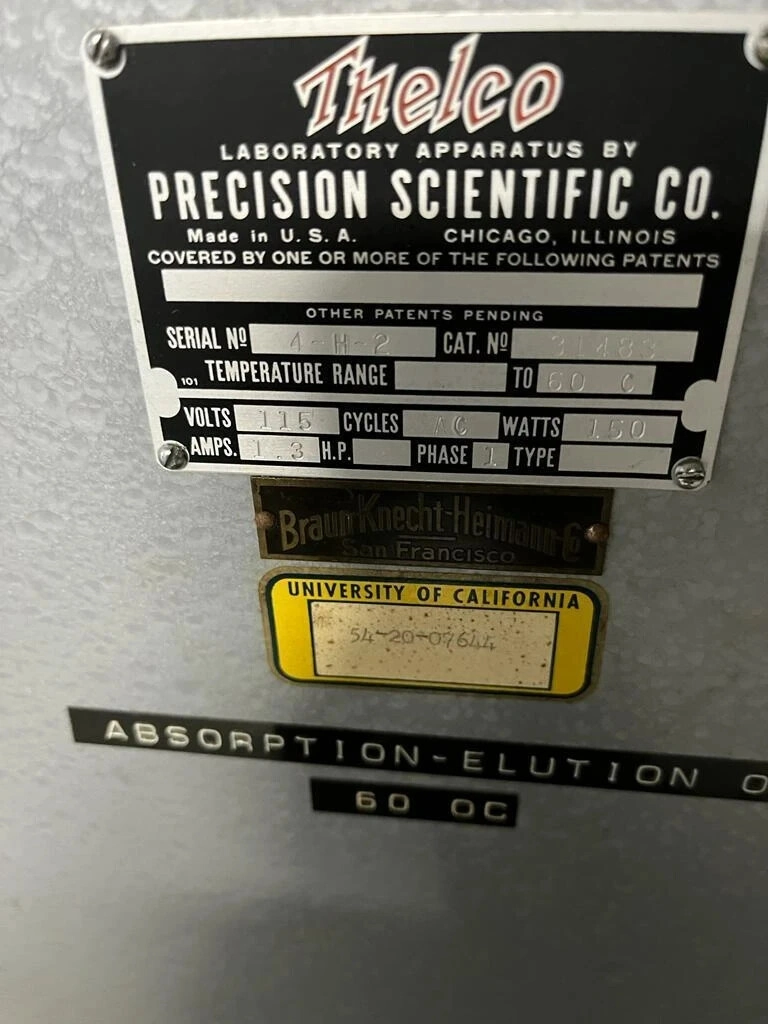 Thelco
LABORATORY APPARATUS BY
PRECISION SCIENTIFIC CO.
Made in U.S.A. CHICAGO, ILLINOIS
COVERED BY ONE OR MORE OF THE FOLLOWING PATENTS
OTHER PATENTS PENDING
SERIAL Nº 4-H-2 CAT. Nº 31483
101 TEMPERATURE RANGE TO 60 C
VOLTS 115 CYCLES AC WATTS 150
AMPS. 1.3 H.P. PHASE 1 TYPE
Braun-Knecht-Heimann-Co
San Francisco
UNIVERSITY OF CALIFORNIA
54-20-07644
ABSORPTION-ELUTION O
60 OC